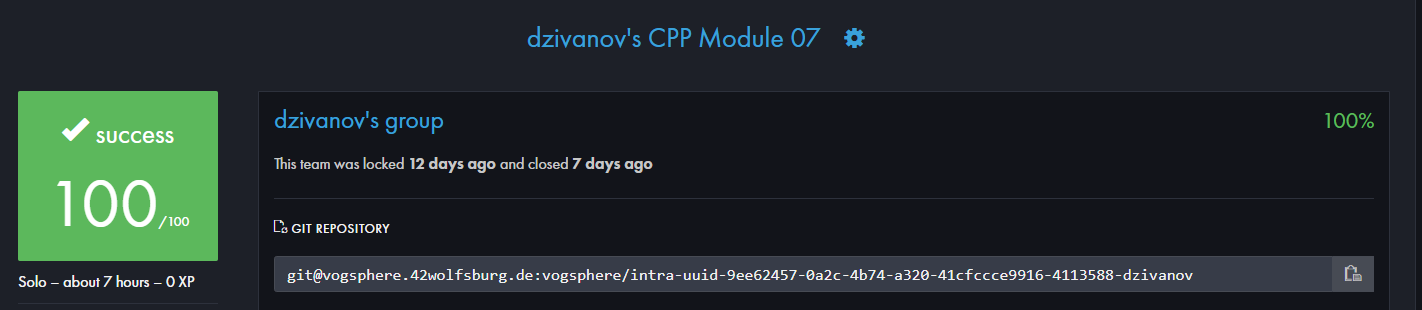 dzivanov's CPP Module 07
success
100/100
Solo – about 7 hours – 0 XP
dzivanov's group
100%
This team was locked 12 days ago and closed 7 days ago
GIT REPOSITORY
git@vogsphere.42wolfsburg.de:vogsphere/intra-uuid-9ee62457-0a2c-4b74-a320-41cfccce9916-4113588-dzivanov